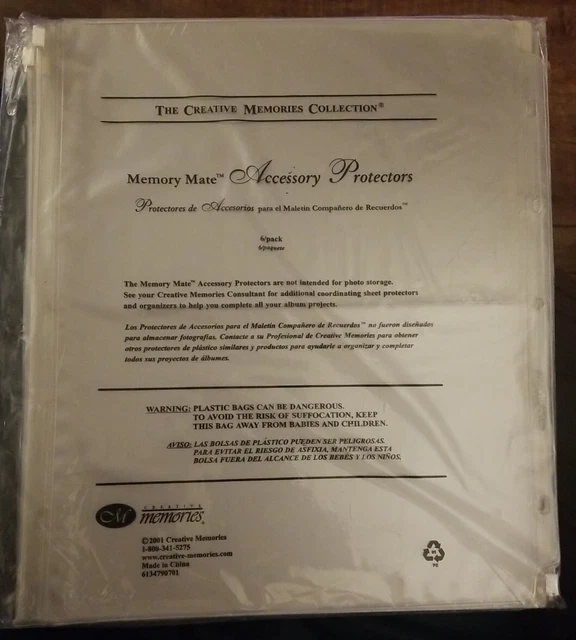 THE CREATIVE MEMORIES COLLECTION®
Memory Mate™ Accessory Protectors
Protectores de Accesorios para el Maletín Compañero de Recuerdos™
6/pack
6/paquete
The Memory Mate™ Accessory Protectors are not intended for photo storage.
See your Creative Memories Consultant for additional coordinating sheet protectors
and organizers to help you complete all your album projects.
Los Protectores de Accesorios para el Maletín Compañero de Recuerdos™ no fueron diseñados
para almacenar fotografías. Contacte a su Profesional de Creative Memories para obtener
otros protectores de plástico similares y productos para ayudarle a organizar y completar
todos sus proyectos de álbumes.
WARNING: PLASTIC BAGS CAN BE DANGEROUS.
TO AVOID THE RISK OF SUFFOCATION, KEEP
THIS BAG AWAY FROM BABIES AND CHILDREN.
AVISO: LAS BOLSAS DE PLÁSTICO PUEDEN SER PELIGROSAS.
PARA EVITAR EL RIESGO DE ASFIXIA, MANTENGA ESTA
BOLSA FUERA DEL ALCANCE DE LOS BEBÉS Y LOS NIÑOS.
CM CREATIVE
memories®
©2001 Creative Memories
1-800-341-5275
www.creative-memories.com
Made in China
6134790701
PE